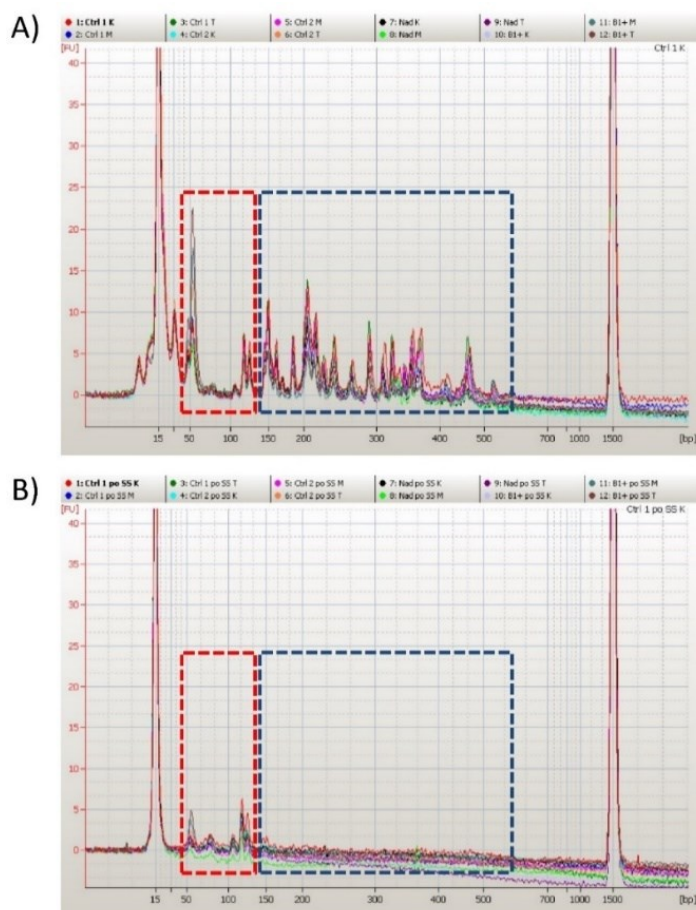 A)
1: Ctrl 1 K 3: Ctrl 1 T 5: Ctrl 2 M 7: Nad K 9: Nad T 11: B1+ M
2: Ctrl 1 M 4: Ctrl 2 K 6: Ctrl 2 T 8: Nad M 10: B1+ K 12: B1+ T
[FU] Ctrl 1 K
40
35
30
25
20
15
10
5
0
15 50 100 150 200 300 400 500 700 1000 1500 [bp]
B)
1: Ctrl 1 po SS K 3: Ctrl 1 po SS T 5: Ctrl 2 po SS M 7: Nad po SS K 9: Nad po SS T 11: B1+ po SS M
2: Ctrl 1 po SS M 4: Ctrl 2 po SS K 6: Ctrl 2 po SS T 8: Nad po SS M 10: B1+ po SS K 12: B1+ po SS T
[FU] Ctrl 1 po SS K
40
35
30
25
20
15
10
5
0
15 50 100 150 200 300 400 500 700 1000 1500 [bp]